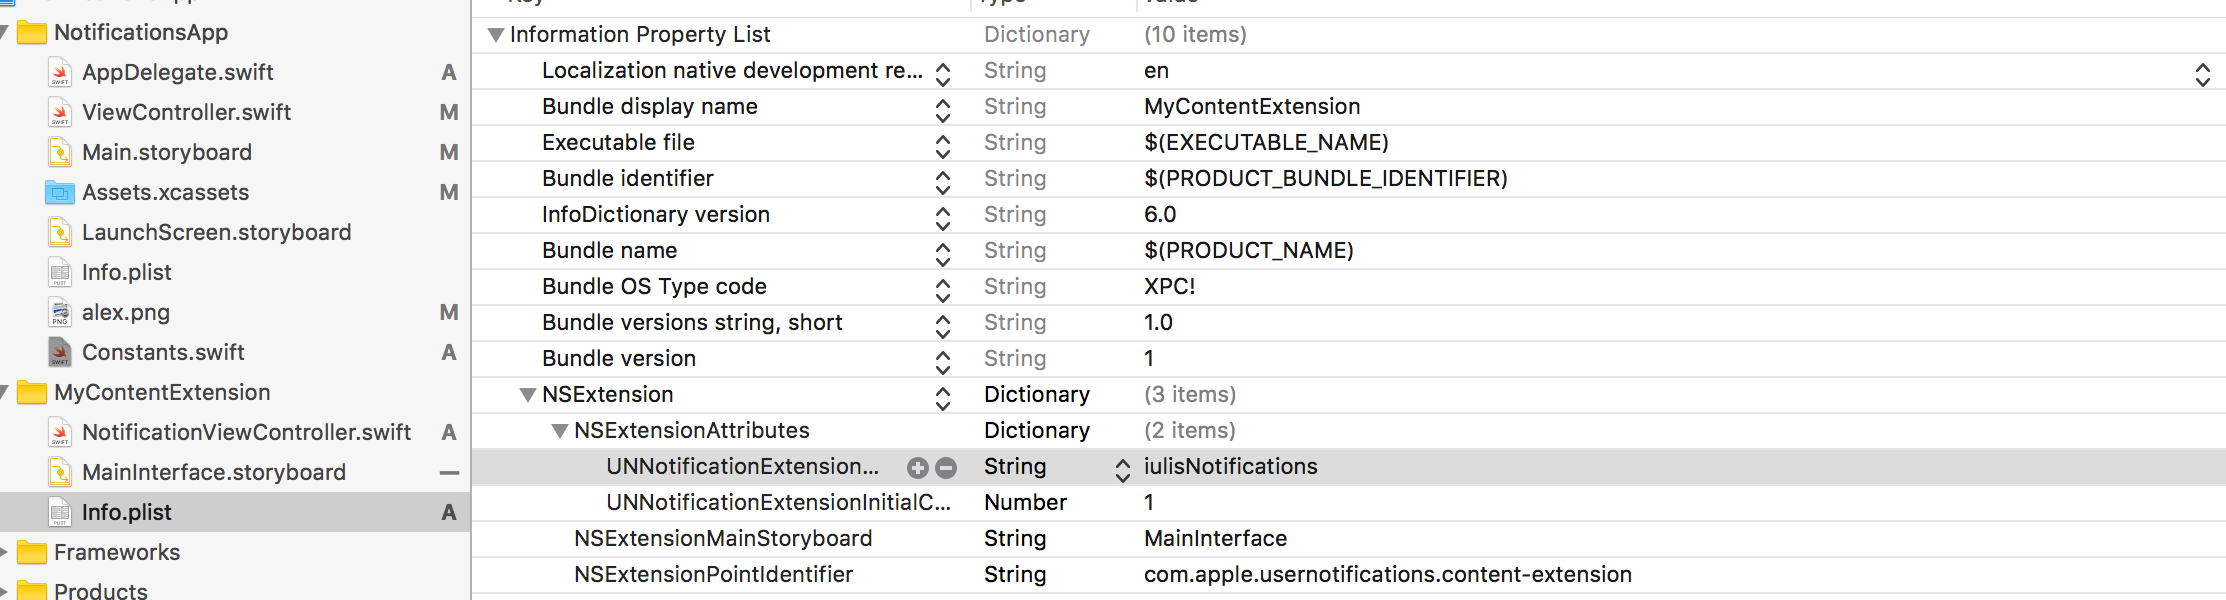 NotificationsApp
AppDelegate.swift A
ViewController.swift M
Main.storyboard M
Assets.xcassets M
LaunchScreen.storyboard
Info.plist
alex.png M
Constants.swift A
MyContentExtension
NotificationViewController.swift A
MainInterface.storyboard —
Info.plist A
Frameworks
Products
Information Property List Dictionary (10 items)
Localization native development re... String en
Bundle display name String MyContentExtension
Executable file String $(EXECUTABLE_NAME)
Bundle identifier String $(PRODUCT_BUNDLE_IDENTIFIER)
InfoDictionary version String 6.0
Bundle name String $(PRODUCT_NAME)
Bundle OS Type code String XPC!
Bundle versions string, short String 1.0
Bundle version String 1
NSExtension Dictionary (3 items)
NSExtensionAttributes Dictionary (2 items)
UNNotificationExtension... String iulisNotifications
UNNotificationExtensionInitialC... Number 1
NSExtensionMainStoryboard String MainInterface
NSExtensionPointIdentifier String com.apple.usernotifications.content-extension